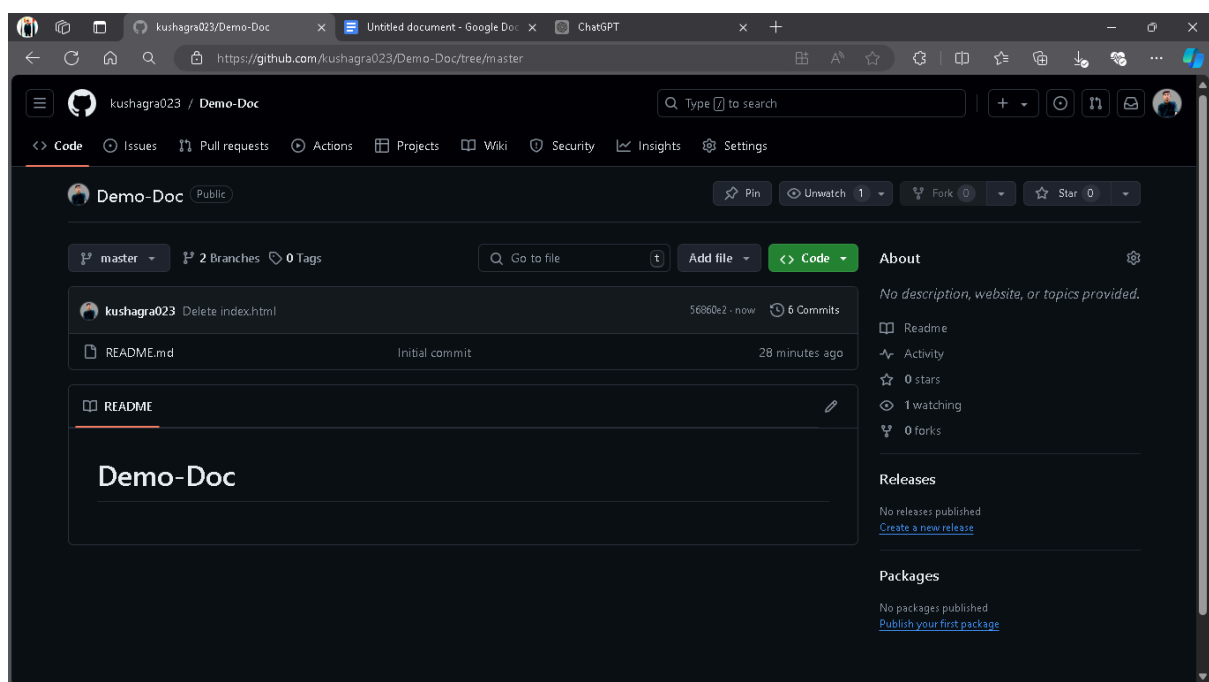 kushagra023/Demo-Doc
Untitled document - Google Doc
ChatGPT
https://github.com/kushagra023/Demo-Doc/tree/master
kushagra023 / Demo-Doc
Type / to search
Code Issues Pull requests Actions Projects Wiki Security Insights Settings
Demo-Doc Public
Pin Unwatch 1 Fork 0 Star 0
master 2 Branches 0 Tags Go to file t Add file Code
kushagra023 Delete index.html 56860e2 · now 6 Commits
README.md Initial commit 28 minutes ago
README
Demo-Doc
About
No description, website, or topics provided.
Readme
Activity
0 stars
1 watching
0 forks
Releases
No releases published
Create a new release
Packages
No packages published
Publish your first package